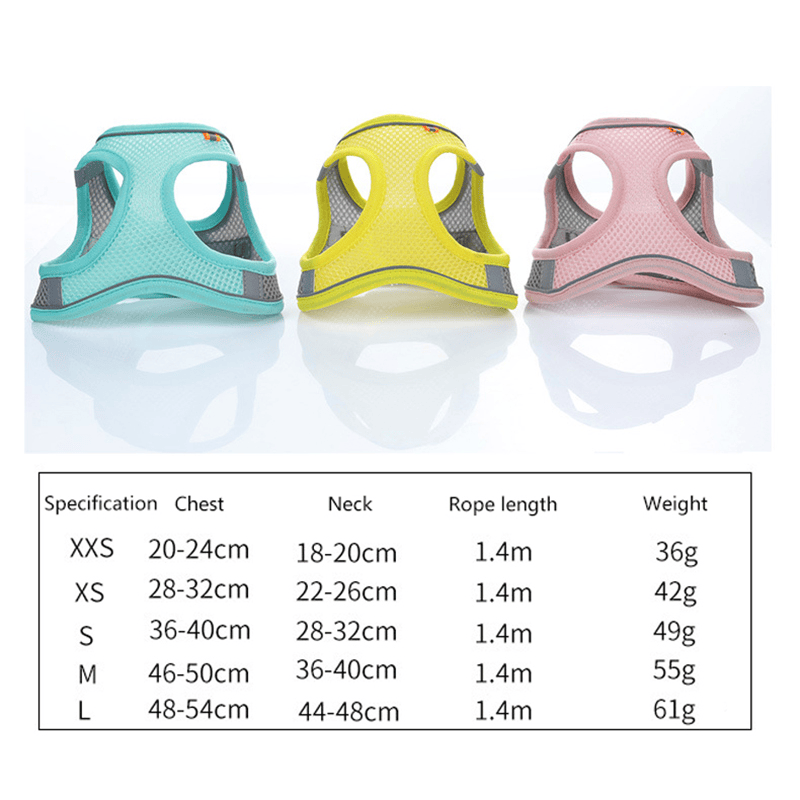 Specification Chest Neck Rope length Weight
XXS 20-24cm 18-20cm 1.4m 36g
XS 28-32cm 22-26cm 1.4m 42g
S 36-40cm 28-32cm 1.4m 49g
M 46-50cm 36-40cm 1.4m 55g
L 48-54cm 44-48cm 1.4m 61g